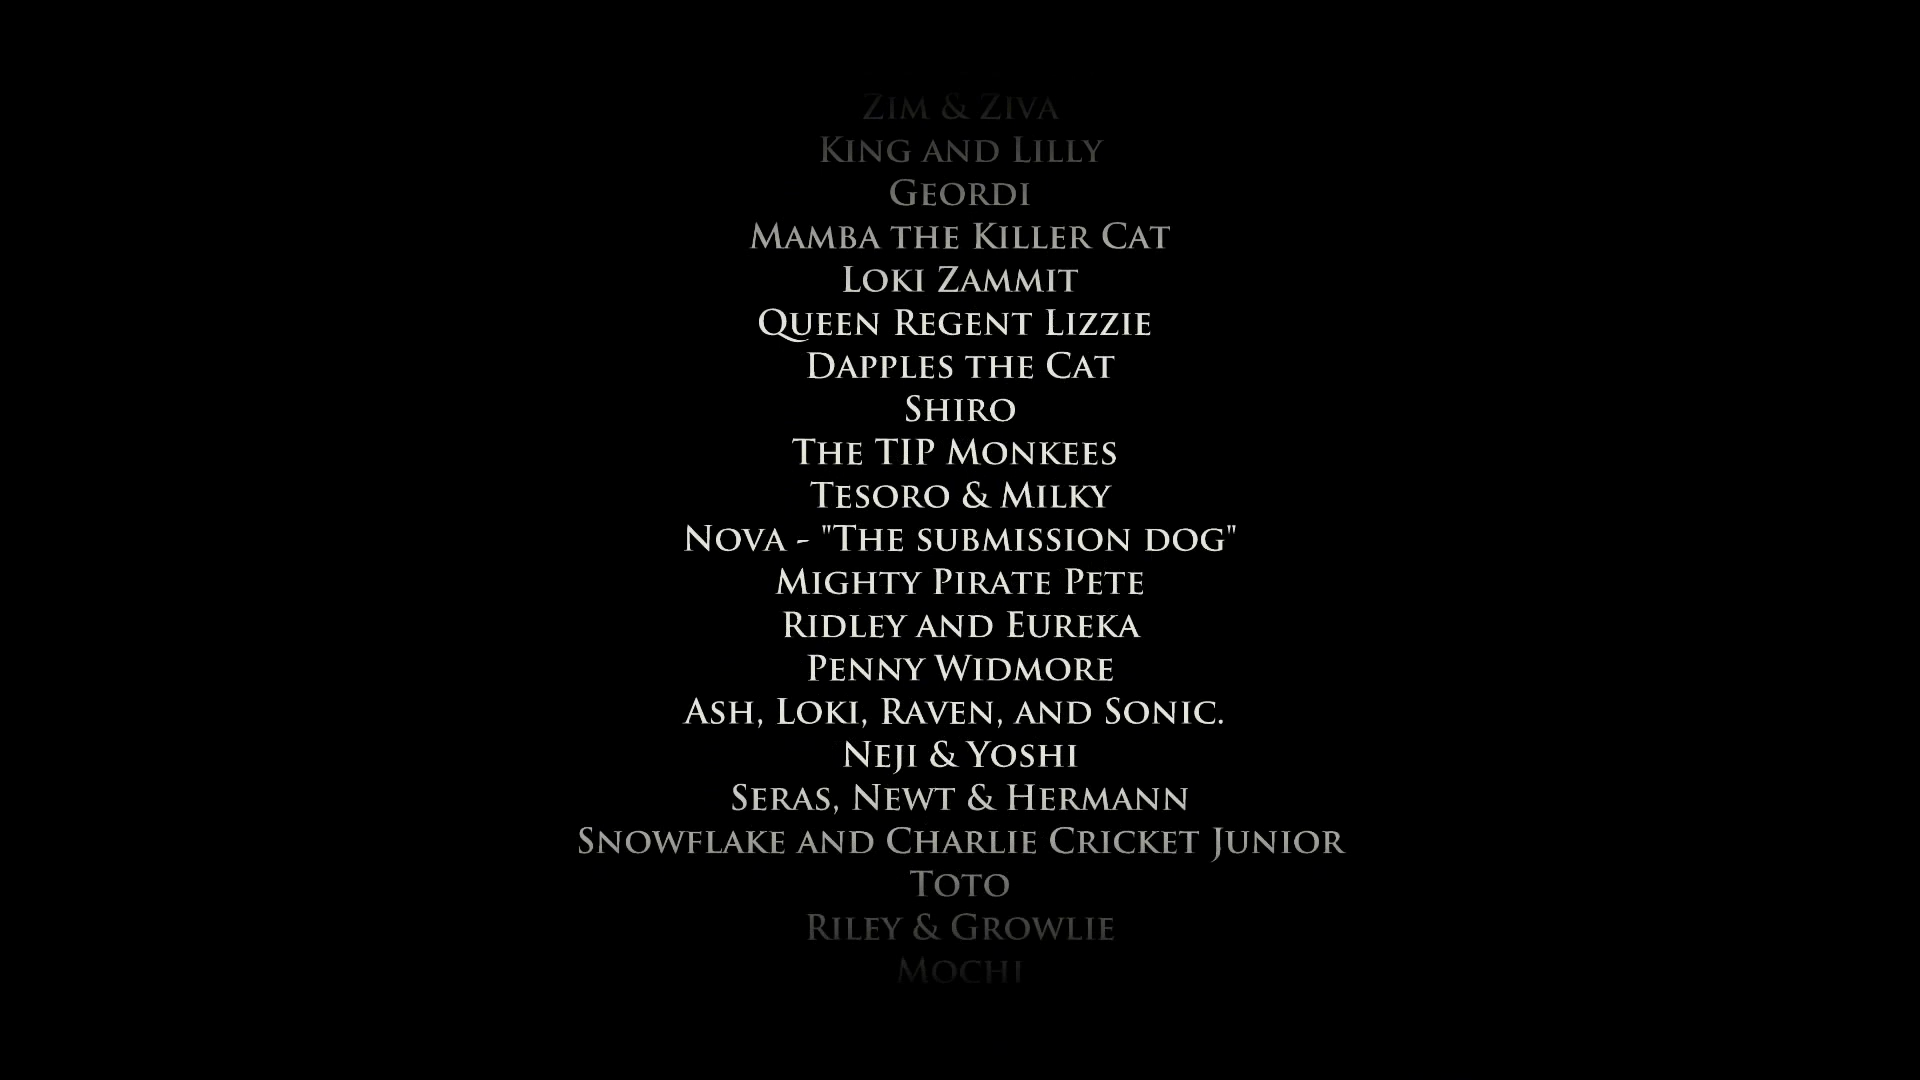 Zim & Ziva
King and Lilly
Geordi
Mamba the Killer Cat
Loki Zammit
Queen Regent Lizzie
Dapples the Cat
Shiro
The TIP Monkees
Tesoro & Milky
Nova - "The submission dog"
Mighty Pirate Pete
Ridley and Eureka
Penny Widmore
Ash, Loki, Raven, and Sonic.
Neji & Yoshi
Seras, Newt & Hermann
Snowflake and Charlie Cricket Junior
Toto
Riley & Growlie
Mochi